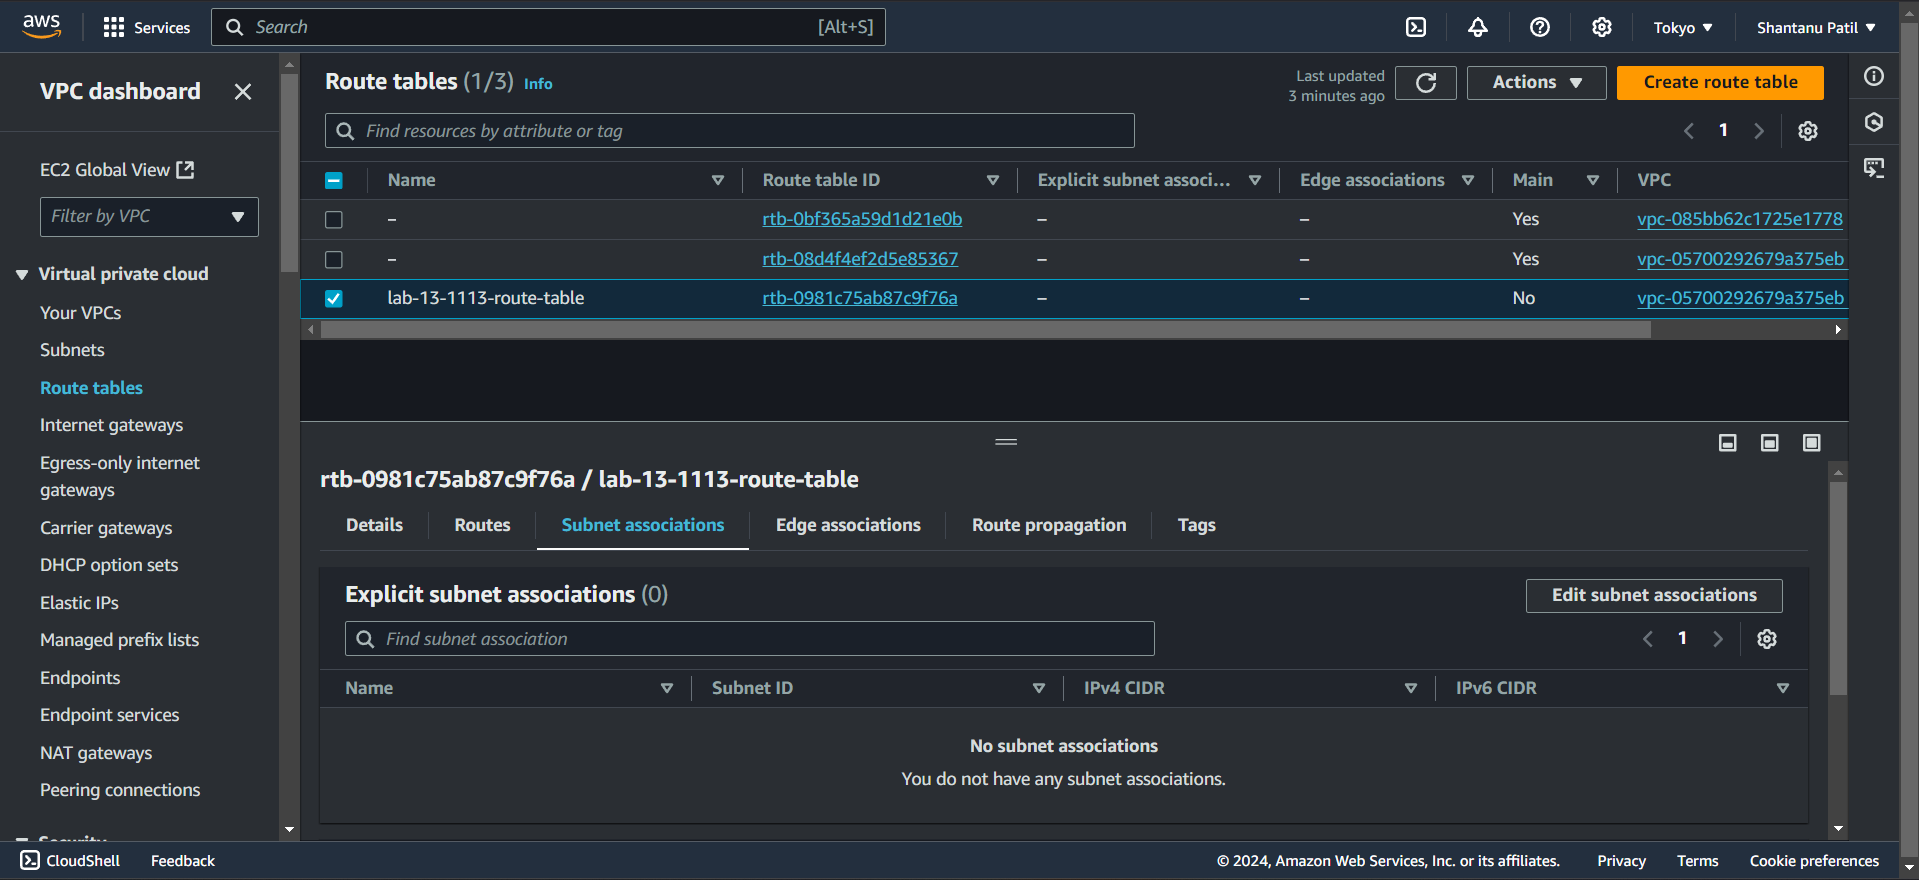 aws Services Search [Alt+S] Tokyo Shantanu Patil
VPC dashboard
EC2 Global View
Filter by VPC
Virtual private cloud
Your VPCs
Subnets
Route tables
Internet gateways
Egress-only internet
gateways
Carrier gateways
DHCP option sets
Elastic IPs
Managed prefix lists
Endpoints
Endpoint services
NAT gateways
Peering connections
Security
Route tables (1/3) Info
Last updated
3 minutes ago
Actions
Create route table
Find resources by attribute or tag
1
Name Route table ID Explicit subnet associ... Edge associations Main VPC
– rtb-0bf365a59d1d21e0b – – Yes vpc-085bb62c1725e1778
– rtb-08d4f4ef2d5e85367 – – Yes vpc-05700292679a375eb
lab-13-1113-route-table rtb-0981c75ab87c9f76a – – No vpc-05700292679a375eb
rtb-0981c75ab87c9f76a / lab-13-1113-route-table
Details Routes Subnet associations Edge associations Route propagation Tags
Explicit subnet associations (0)
Edit subnet associations
Find subnet association
1
Name Subnet ID IPv4 CIDR IPv6 CIDR
No subnet associations
You do not have any subnet associations.
CloudShell Feedback © 2024, Amazon Web Services, Inc. or its affiliates. Privacy Terms Cookie preferences